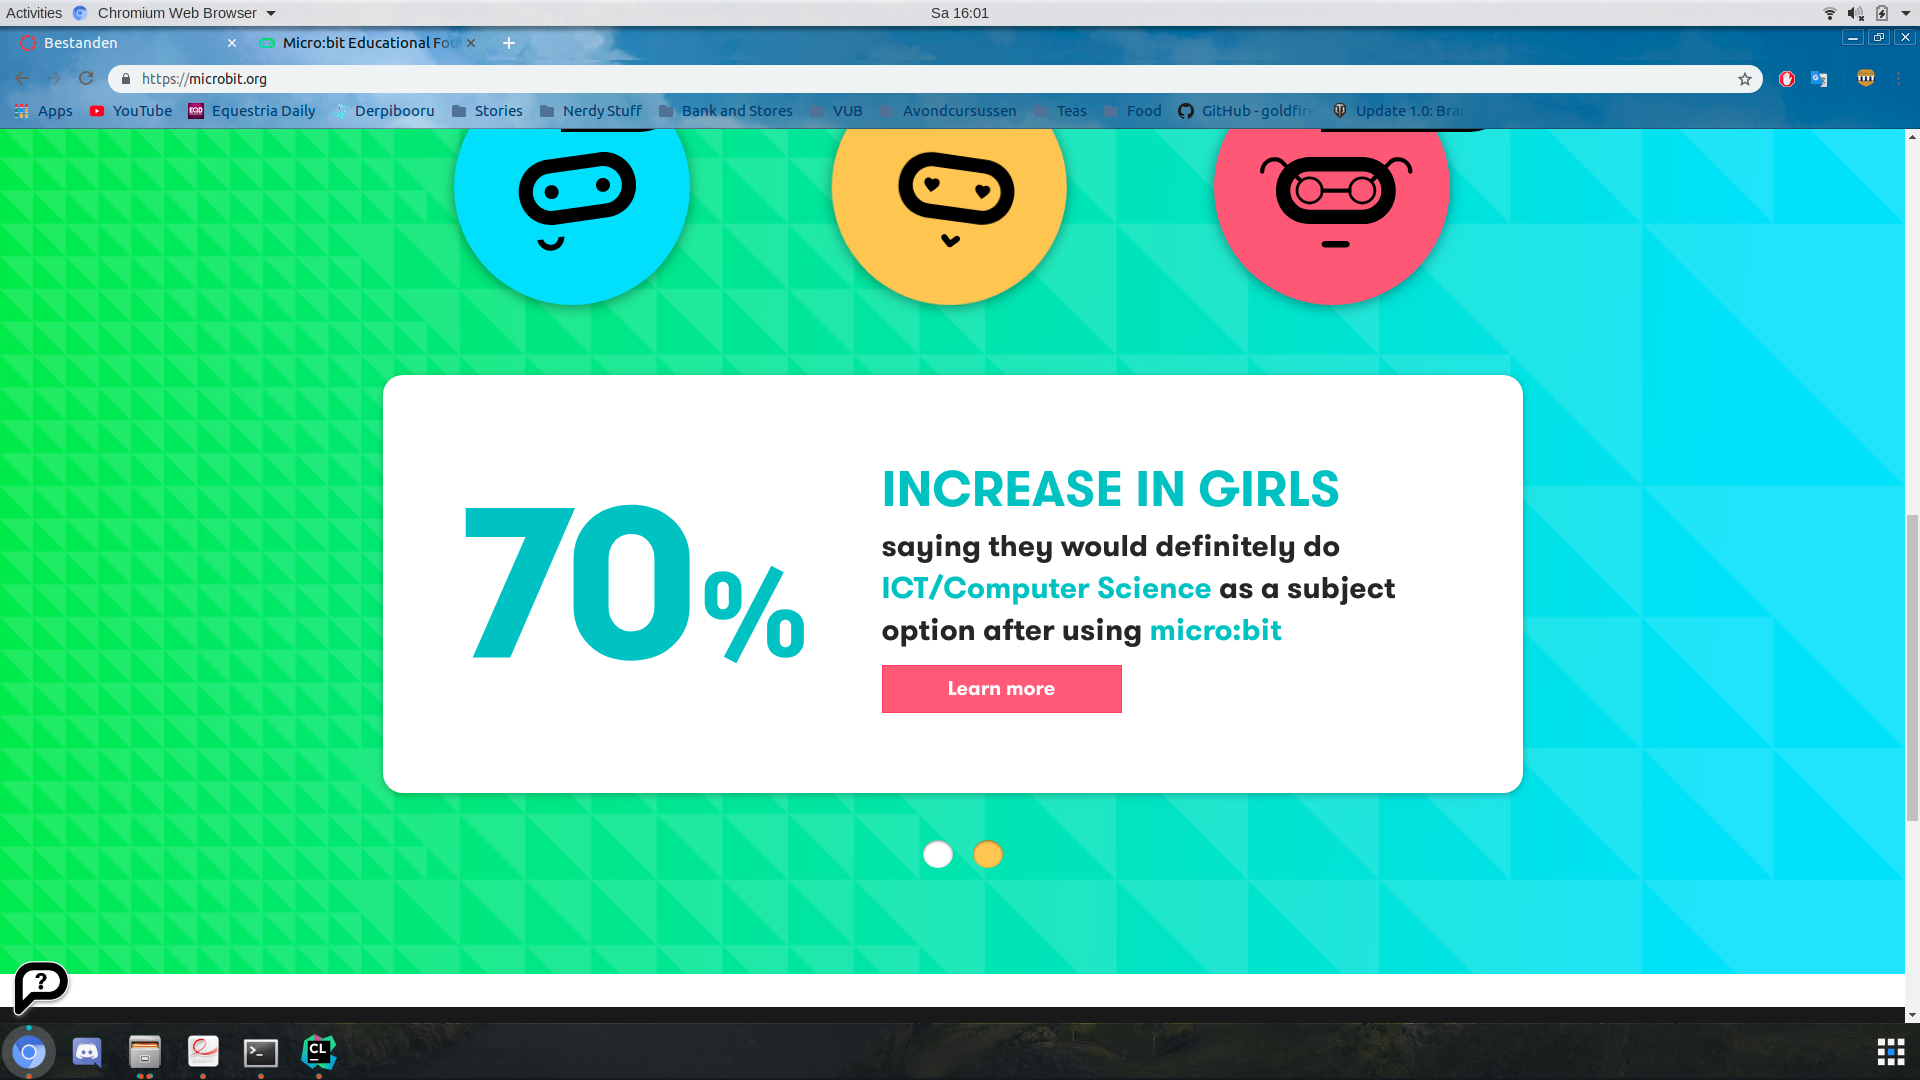 Activities Chromium Web Browser Sa 16:01
Bestanden Micro:bit Educational Fou
https://microbit.org
Apps YouTube EQD Equestria Daily Derpibooru Stories Nerdy Stuff Bank and Stores VUB Avondcursussen Teas Food GitHub - goldfire Update 1.0: Bran
70%
INCREASE IN GIRLS
saying they would definitely do
ICT/Computer Science as a subject
option after using micro:bit
Learn more
?
CL